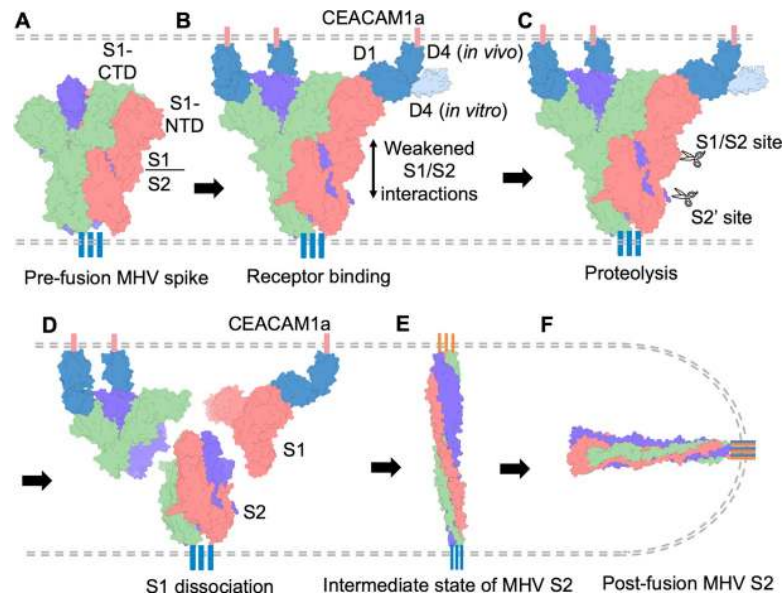 CEACAM1a
A
B
C
S1-
CTD
D1
D4 (in vivo)
S1-
NTD
D4 (in vitro)
S1
S2
Weakened
S1/S2
interactions
S1/S2 site
S2' site
Pre-fusion MHV spike
Receptor binding
Proteolysis
D
CEACAM1a
E
F
S1
S2
S1 dissociation
Intermediate state of MHV S2
Post-fusion MHV S2